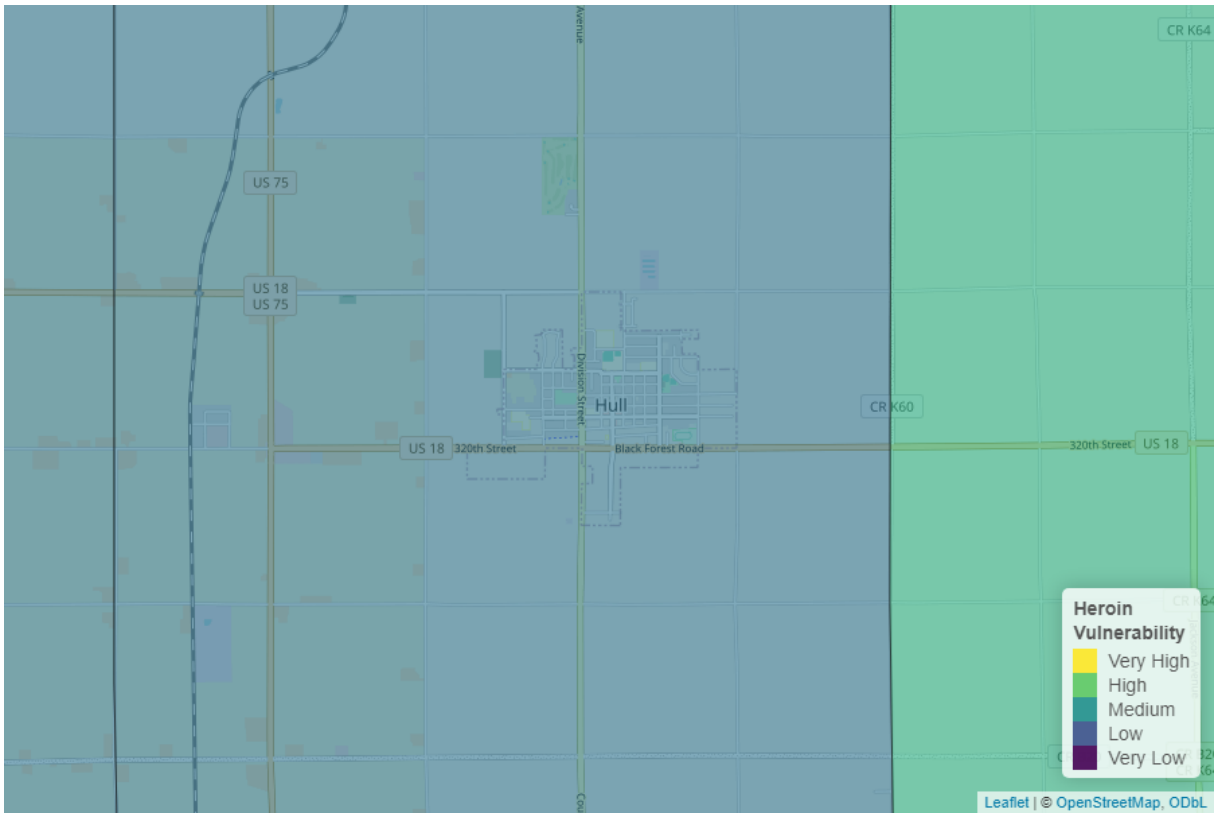 Avenue
CR K64
US 75
US 18
US 75
Division Street
Hull
CR K60
US 18
320th Street
Black Forest Road
320th Street
US 18
Heroin
Vulnerability
Very High
High
Medium
Low
Very Low
CR K64
Cou
Leaflet | © OpenStreetMap, ODbL